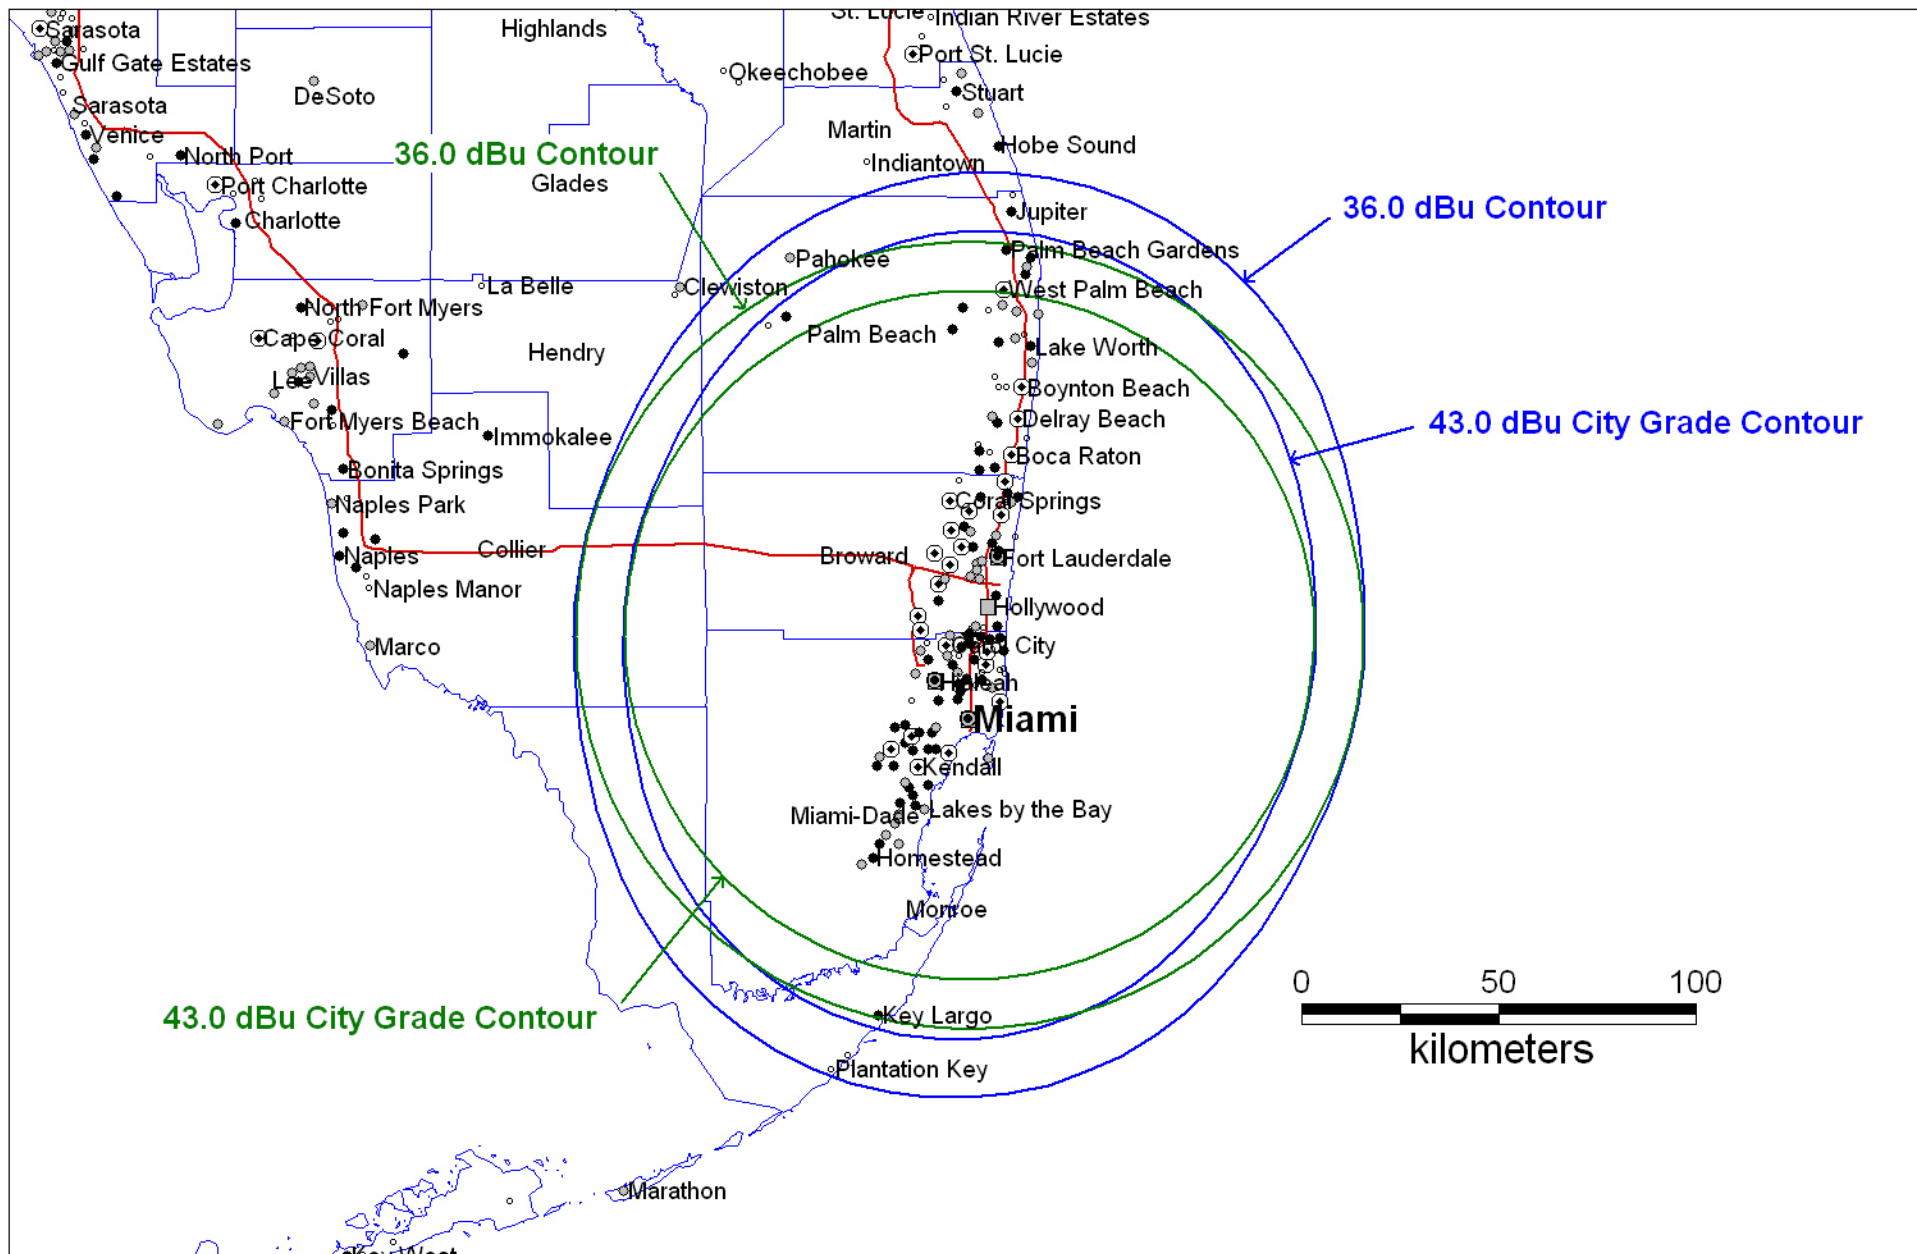 St. Lucie
Indian River Estates
Sarasota
Highlands
Port St. Lucie
Gulf Gate Estates
Okeechobee
DeSoto
Stuart
Sarasota
Martin
Venice
Hobe Sound
36.0 dBu Contour
North Port
Indiantown
Port Charlotte
Glades
36.0 dBu Contour
Jupiter
Charlotte
Palm Beach Gardens
Pahokee
La Belle
Clewiston
West Palm Beach
North Fort Myers
Palm Beach
Cape Coral
Lake Worth
Hendry
Lee
Villas
Boynton Beach
Fort Myers Beach
Delray Beach
43.0 dBu City Grade Contour
Immokalee
Boca Raton
Bonita Springs
Naples Park
Coral Springs
Collier
Broward
Naples
Fort Lauderdale
Naples Manor
Hollywood
Marco
City
Hialeah
Miami
Kendall
Miami-Dade
Lakes by the Bay
Homestead
Monroe
0 50 100
kilometers
43.0 dBu City Grade Contour
Key Largo
Plantation Key
Marathon
Key West